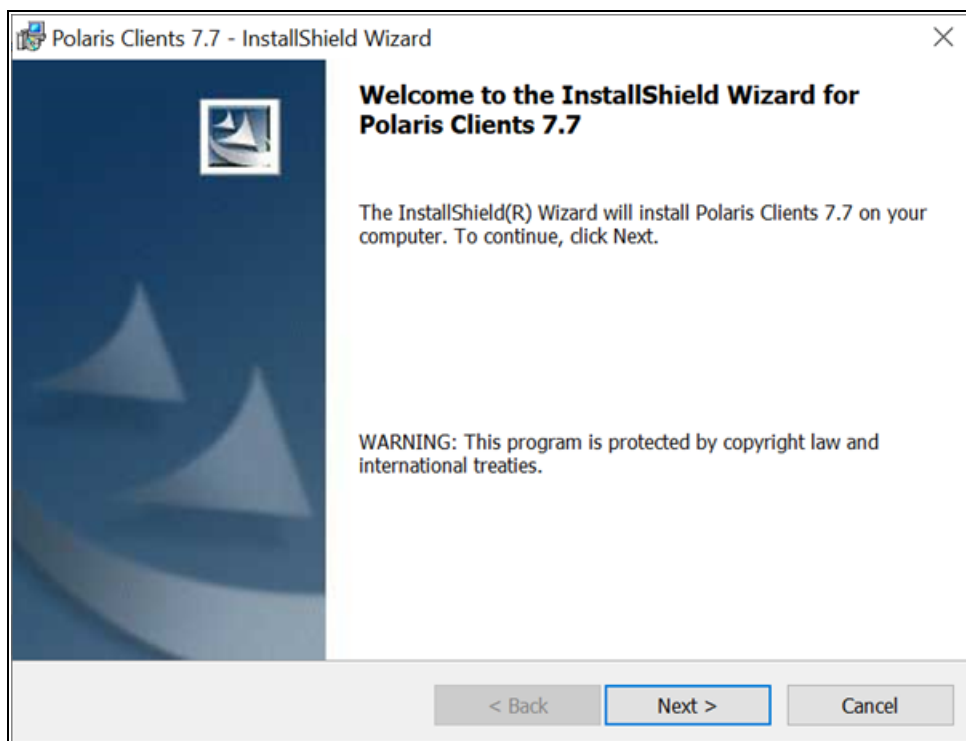 Polaris Clients 7.7 - InstallShield Wizard
Welcome to the InstallShield Wizard for
Polaris Clients 7.7
The InstallShield(R) Wizard will install Polaris Clients 7.7 on your
computer. To continue, click Next.
WARNING: This program is protected by copyright law and
international treaties.
< Back Next > Cancel